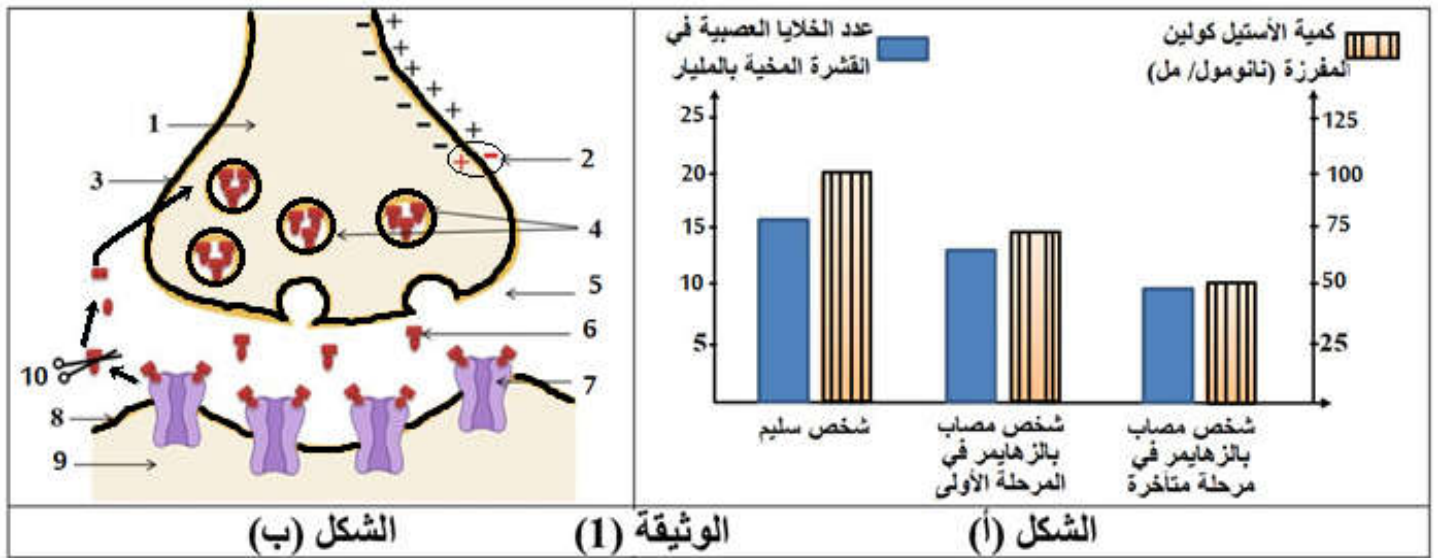 كمية الأستيل كولين
المفرزة (نانومول/ مل)
عدد الخلايا العصبية في
القشرة المخية بالمليار
25
20
15
10
5
125
100
75
50
25
شخص سليم
شخص مصاب
بالزهايمر في
المرحلة الأولى
شخص مصاب
بالزهايمر في
مرحلة متأخرة
1
2
3
4
5
6
7
8
9
10
+
+
+
+
+
+
+
-
-
-
-
-
-
+ -
الشكل (أ)
الوثيقة (1)
الشكل (ب)